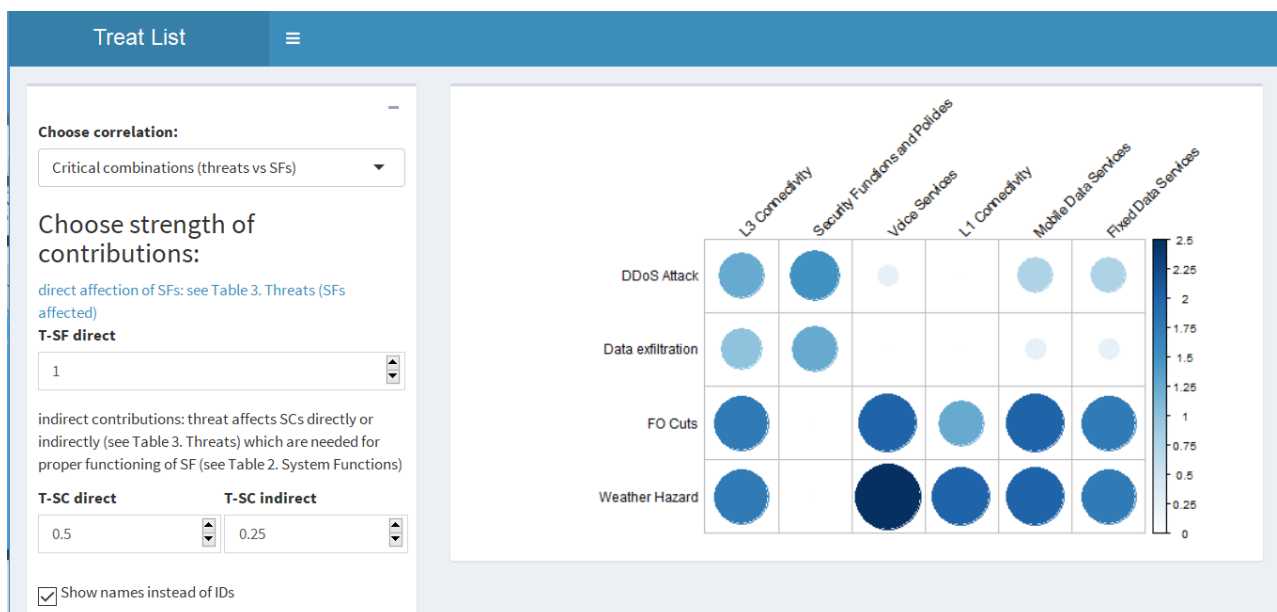 Treat List
Choose correlation:
Critical combinations (threats vs SFs)
Choose strength of
contributions:
direct affection of SFs: see Table 3. Threats (SFs
affected)
T-SF direct
1
indirect contributions: threat affects SCs directly or
indirectly (see Table 3. Threats) which are needed for
proper functioning of SF (see Table 2. System Functions)
T-SC direct T-SC indirect
0.5 0.25
Show names instead of IDs
L3 Connectivity
Security Functions and Policides
Voice Services
L1 Connectivity
Mobile Data Services
Fixed Data Services
DDoS Attack
Data exfiltration
FO Cuts
Weather Hazard
2.5
2.25
2
1.75
1.5
1.25
1
0.75
0.5
0.25
0